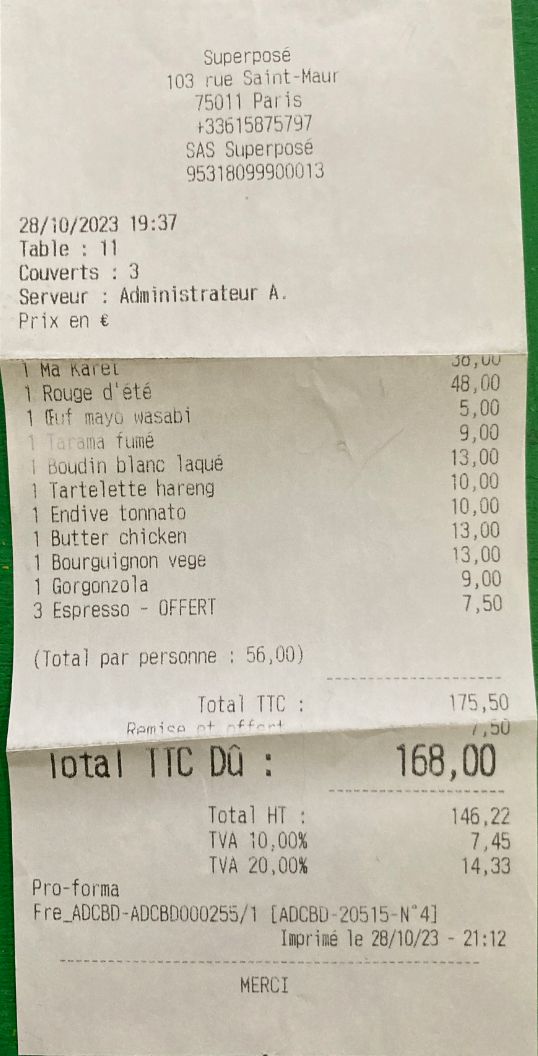 Superposé
103 rue Saint-Maur
75011 Paris
+33615875797
SAS Superposé
95318099900013
28/10/2023 19:37
Table : 11
Couverts : 3
Serveur : Administrateur A.
Prix en €
1 Ma Karel 38,00
1 Rouge d'été 48,00
1 Œuf mayo wasabi 5,00
1 Tarama fumé 9,00
1 Boudin blanc laqué 13,00
1 Tartelette hareng 10,00
1 Endive tonnato 10,00
1 Butter chicken 13,00
1 Bourguignon vege 13,00
1 Gorgonzola 9,00
3 Espresso - OFFERT 7,50
(Total par personne : 56,00)
Total TTC : 175,50
Remise et offert 7,50
Total TTC Dû : 168,00
Total HT : 146,22
TVA 10,00% 7,45
TVA 20,00% 14,33
Pro-forma
Fre_ADCBD-ADCBD000255/1 [ADCBD-20515-N°4]
Imprimé le 28/10/23 - 21:12
MERCI